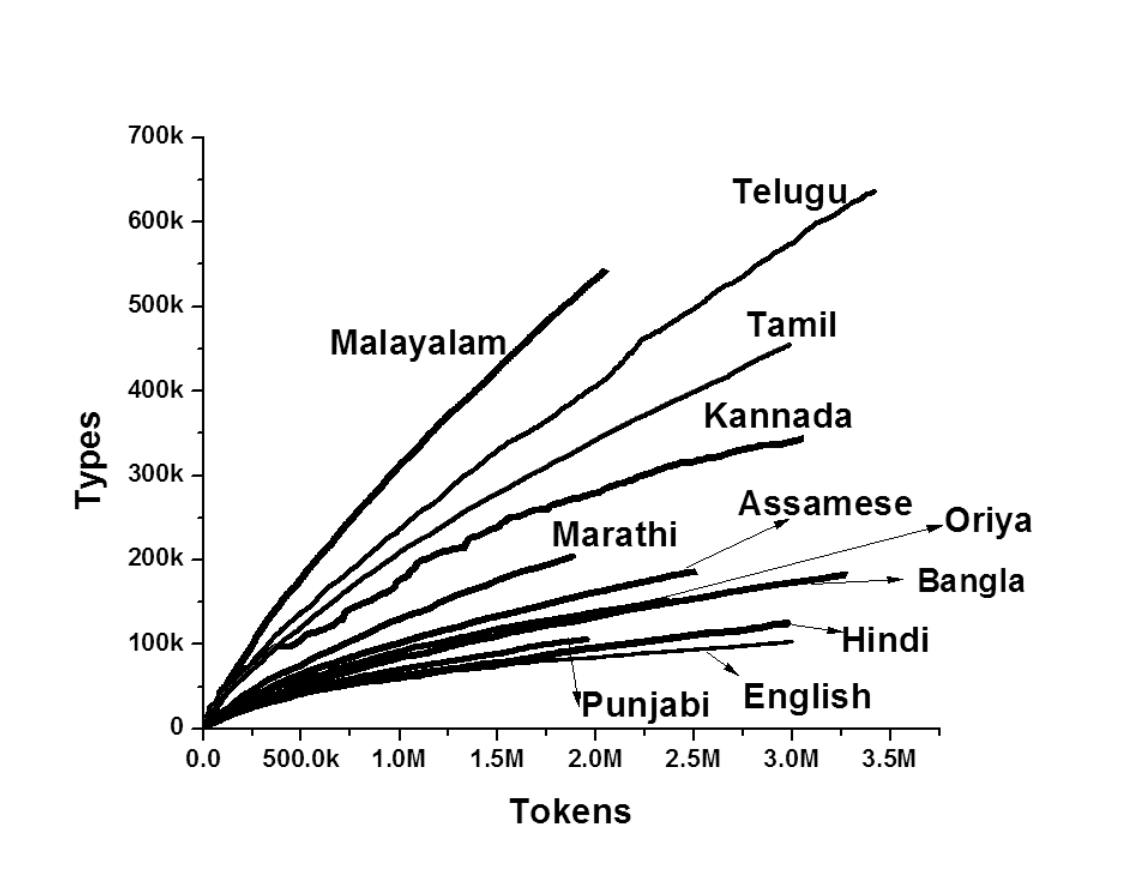 700k
600k
500k
400k
300k
200k
100k
0
Types
Telugu
Tamil
Malayalam
Kannada
Assamese
Oriya
Marathi
Bangla
Hindi
English
Punjabi
0.0 500.0k 1.0M 1.5M 2.0M 2.5M 3.0M 3.5M
Tokens